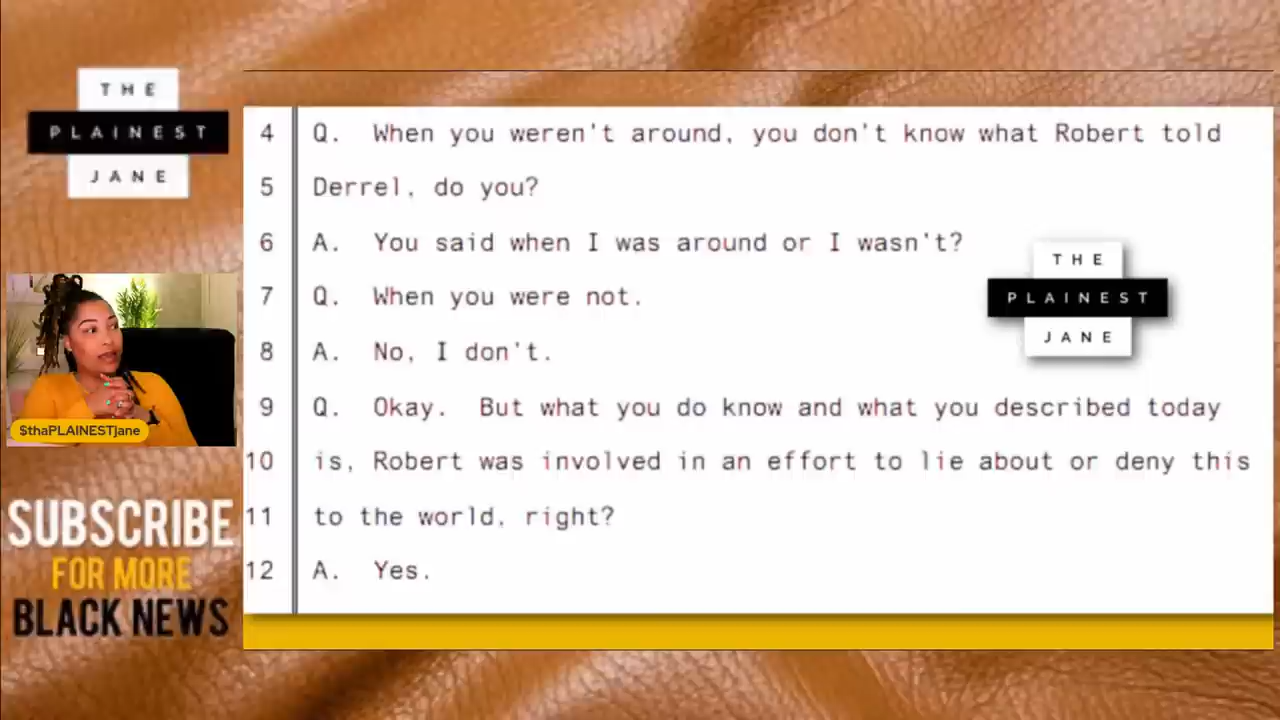 THE
PLAINEST
JANE
4 Q. When you weren't around, you don't know what Robert told
5 Derrel, do you?
6 A. You said when I was around or I wasn't?
7 Q. When you were not.
8 A. No, I don't.
9 Q. Okay. But what you do know and what you described today
10 is, Robert was involved in an effort to lie about or deny this
11 to the world, right?
12 A. Yes.
THE
PLAINEST
JANE
$thaPLAINESTjane
SUBSCRIBE
FOR MORE
BLACK NEWS